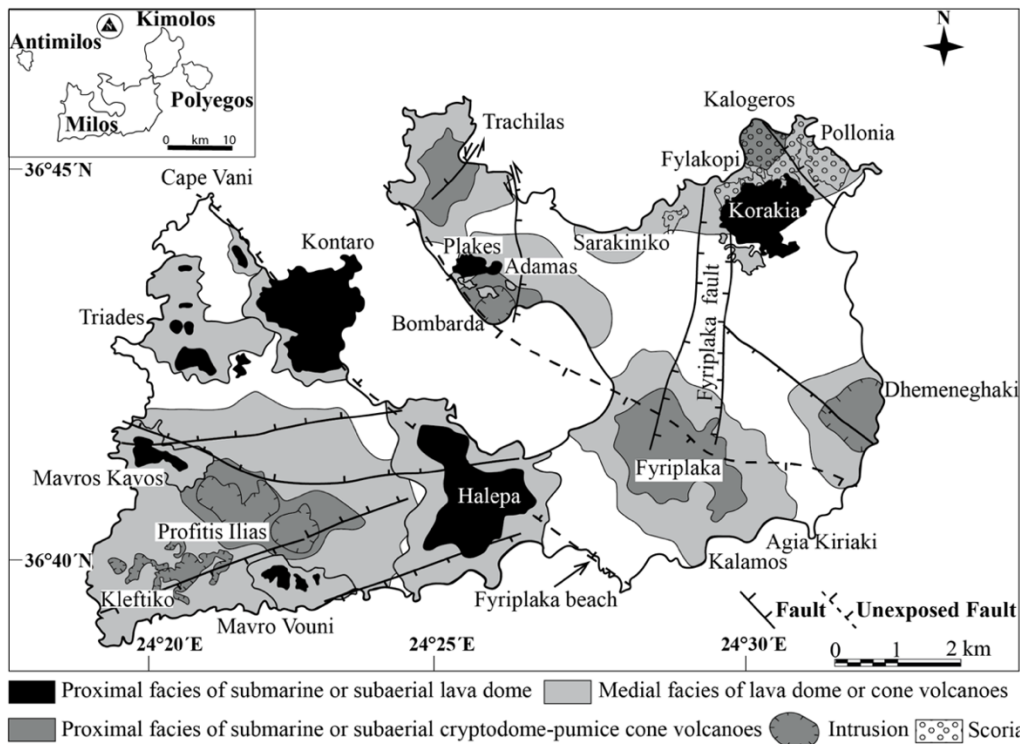 Kimolos
Antimilos
Polyegos
Milos
0 km 10
N
Kalogeros
Trachilas
Pollonia
36°45´N
Fylakopi
Cape Vani
Korakia
Kontaro
Plakes
Sarakiniko
Adamas
Triades
Bombarda
Fyriplaka fault
Dhemeneghaki
Mavros Kavos
Fyriplaka
Halepa
Profitis Ilias
Agia Kiriaki
36°40´N
Kalamos
Kleftiko
Fyriplaka beach
Mavro Vouni
Fault
Unexposed Fault
24°20´E
24°25´E
24°30´E
0 1 2 km
Proximal facies of submarine or subaerial lava dome
Medial facies of lava dome or cone volcanoes
Proximal facies of submarine or subaerial cryptodome-pumice cone volcanoes
Intrusion
Scoria